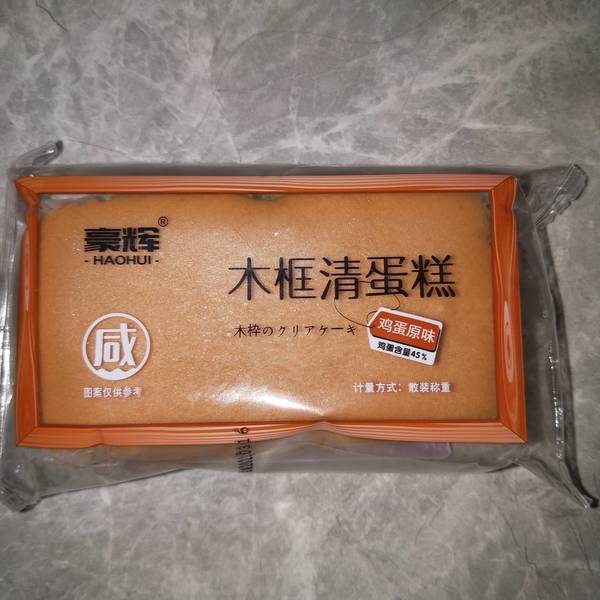 豪辉®
- HAOHUI -
木框清蛋糕
木枠のクリアケーキ
鸡蛋原味
鸡蛋含量45%
咸
图案仅供参考
计量方式：散装称重